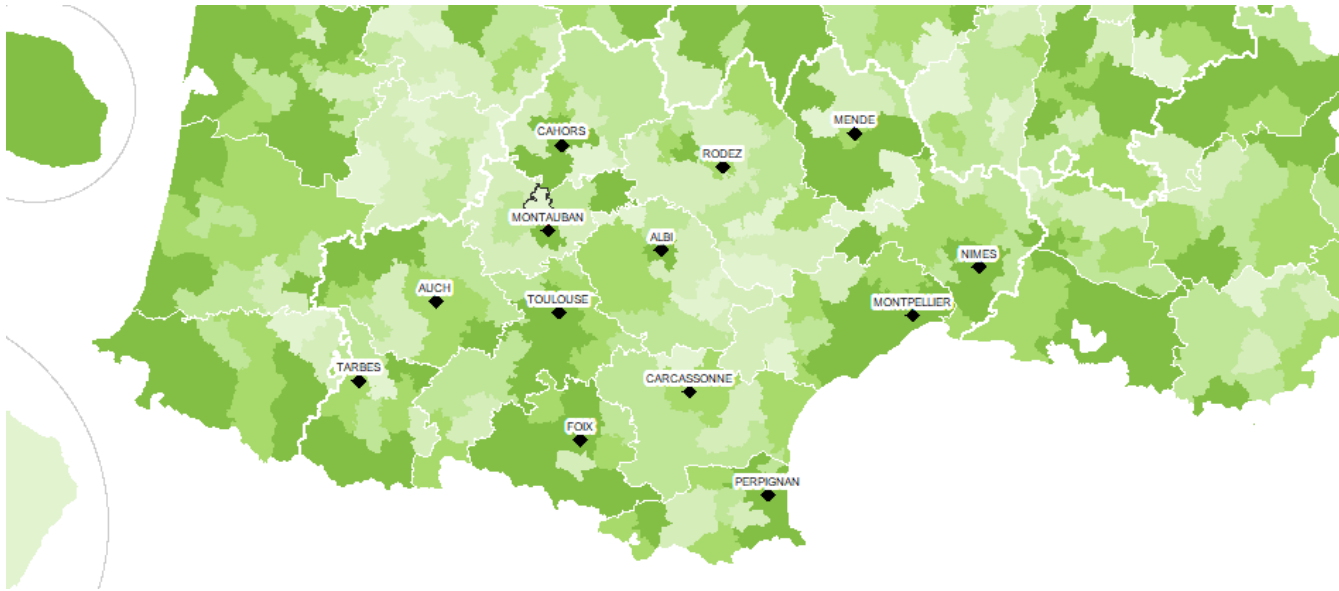 MENDE
CAHORS
RODEZ
MONTAUBAN
ALBI
NIMES
AUCH
TOULOUSE
MONTPELLIER
TARBES
CARCASSONNE
FOIX
PERPIGNAN